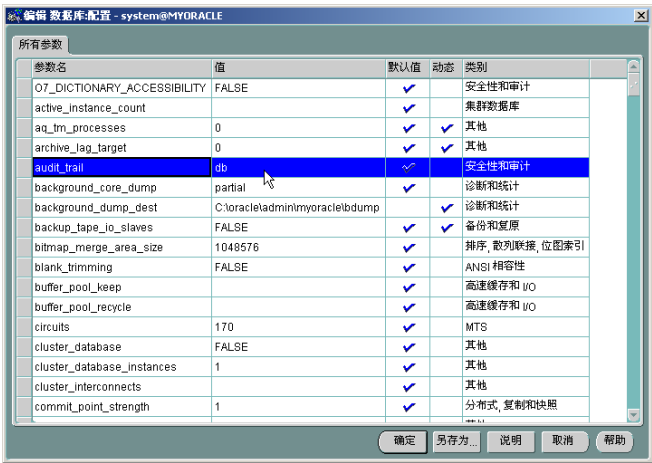 编辑 数据库:配置 - system@MYORACLE
所有参数
参数名 值 默认值 动态 类别
O7_DICTIONARY_ACCESSIBILITY FALSE 安全性和审计
active_instance_count 集群数据库
aq_tm_processes 0 其他
archive_lag_target 0 其他
audit_trail db 安全性和审计
background_core_dump partial 诊断和统计
background_dump_dest C:\oracle\admin\myoracle\bdump 诊断和统计
backup_tape_io_slaves FALSE 备份和复原
bitmap_merge_area_size 1048576 排序, 散列联接, 位图索引
blank_trimming FALSE ANSI 相容性
buffer_pool_keep 高速缓存和 I/O
buffer_pool_recycle 高速缓存和 I/O
circuits 170 MTS
cluster_database FALSE 其他
cluster_database_instances 1 其他
cluster_interconnects 其他
commit_point_strength 1 分布式, 复制和快照
确定 另存为... 说明 取消 帮助